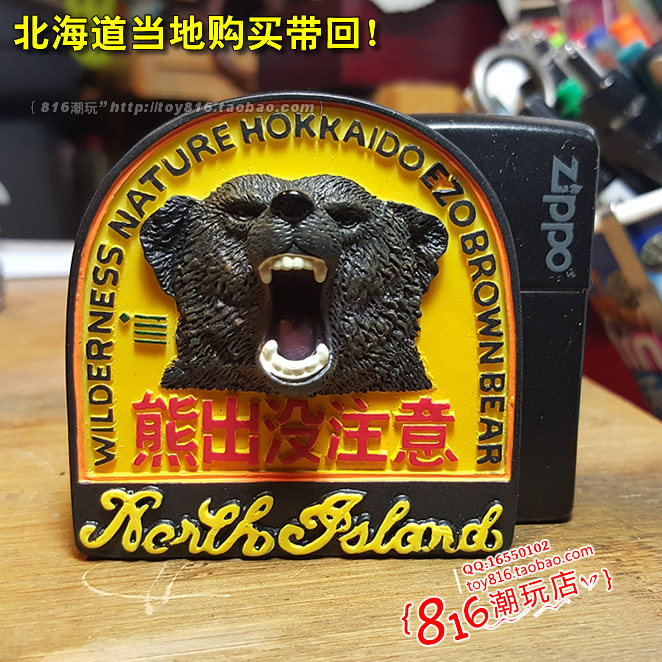 北海道当地购买带回！
{816潮玩”http://toy816.taobao.com}
WILDERNESS NATURE HOKKAIDO EZO BROWN BEAR
zippo
熊出没注意
North Island
QQ:16550102
toy816.taobao.com
{816潮玩店}